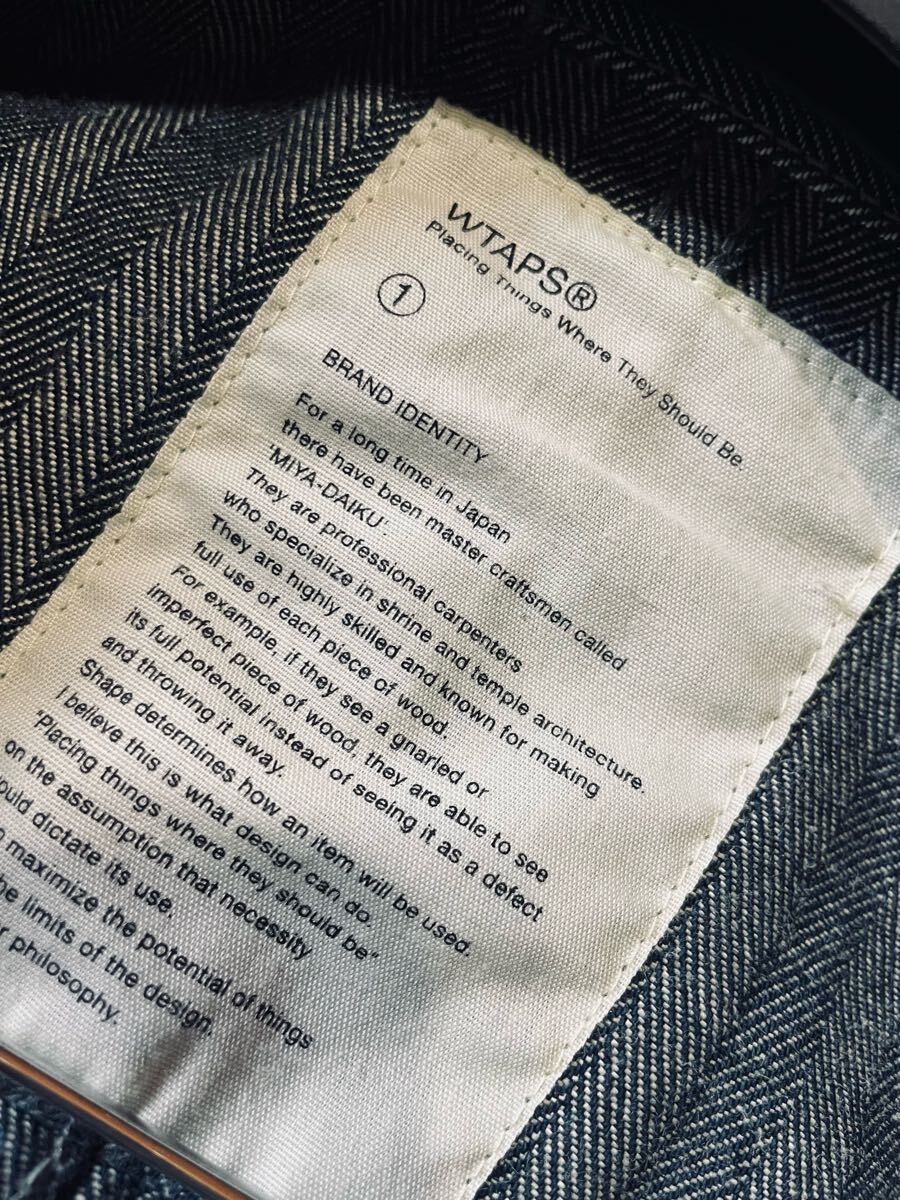 WTAPS®
Placing Things Where They Should Be
1
BRAND IDENTITY
For a long time in Japan
there have been master craftsmen called
'MIYA-DAIKU'.
They are professional carpenters
who specialize in shrine and temple architecture.
They are highly skilled and known for making
full use of each piece of wood.
For example, if they see a gnarled or
imperfect piece of wood, they are able to see
its full potential instead of seeing it as a defect
and throwing it away.
Shape determines how an item will be used.
I believe this is what design can do.
"Placing things where they should be"
on the assumption that necessity
ould dictate its use,
maximize the potential of things
he limits of the design.
r philosophy.